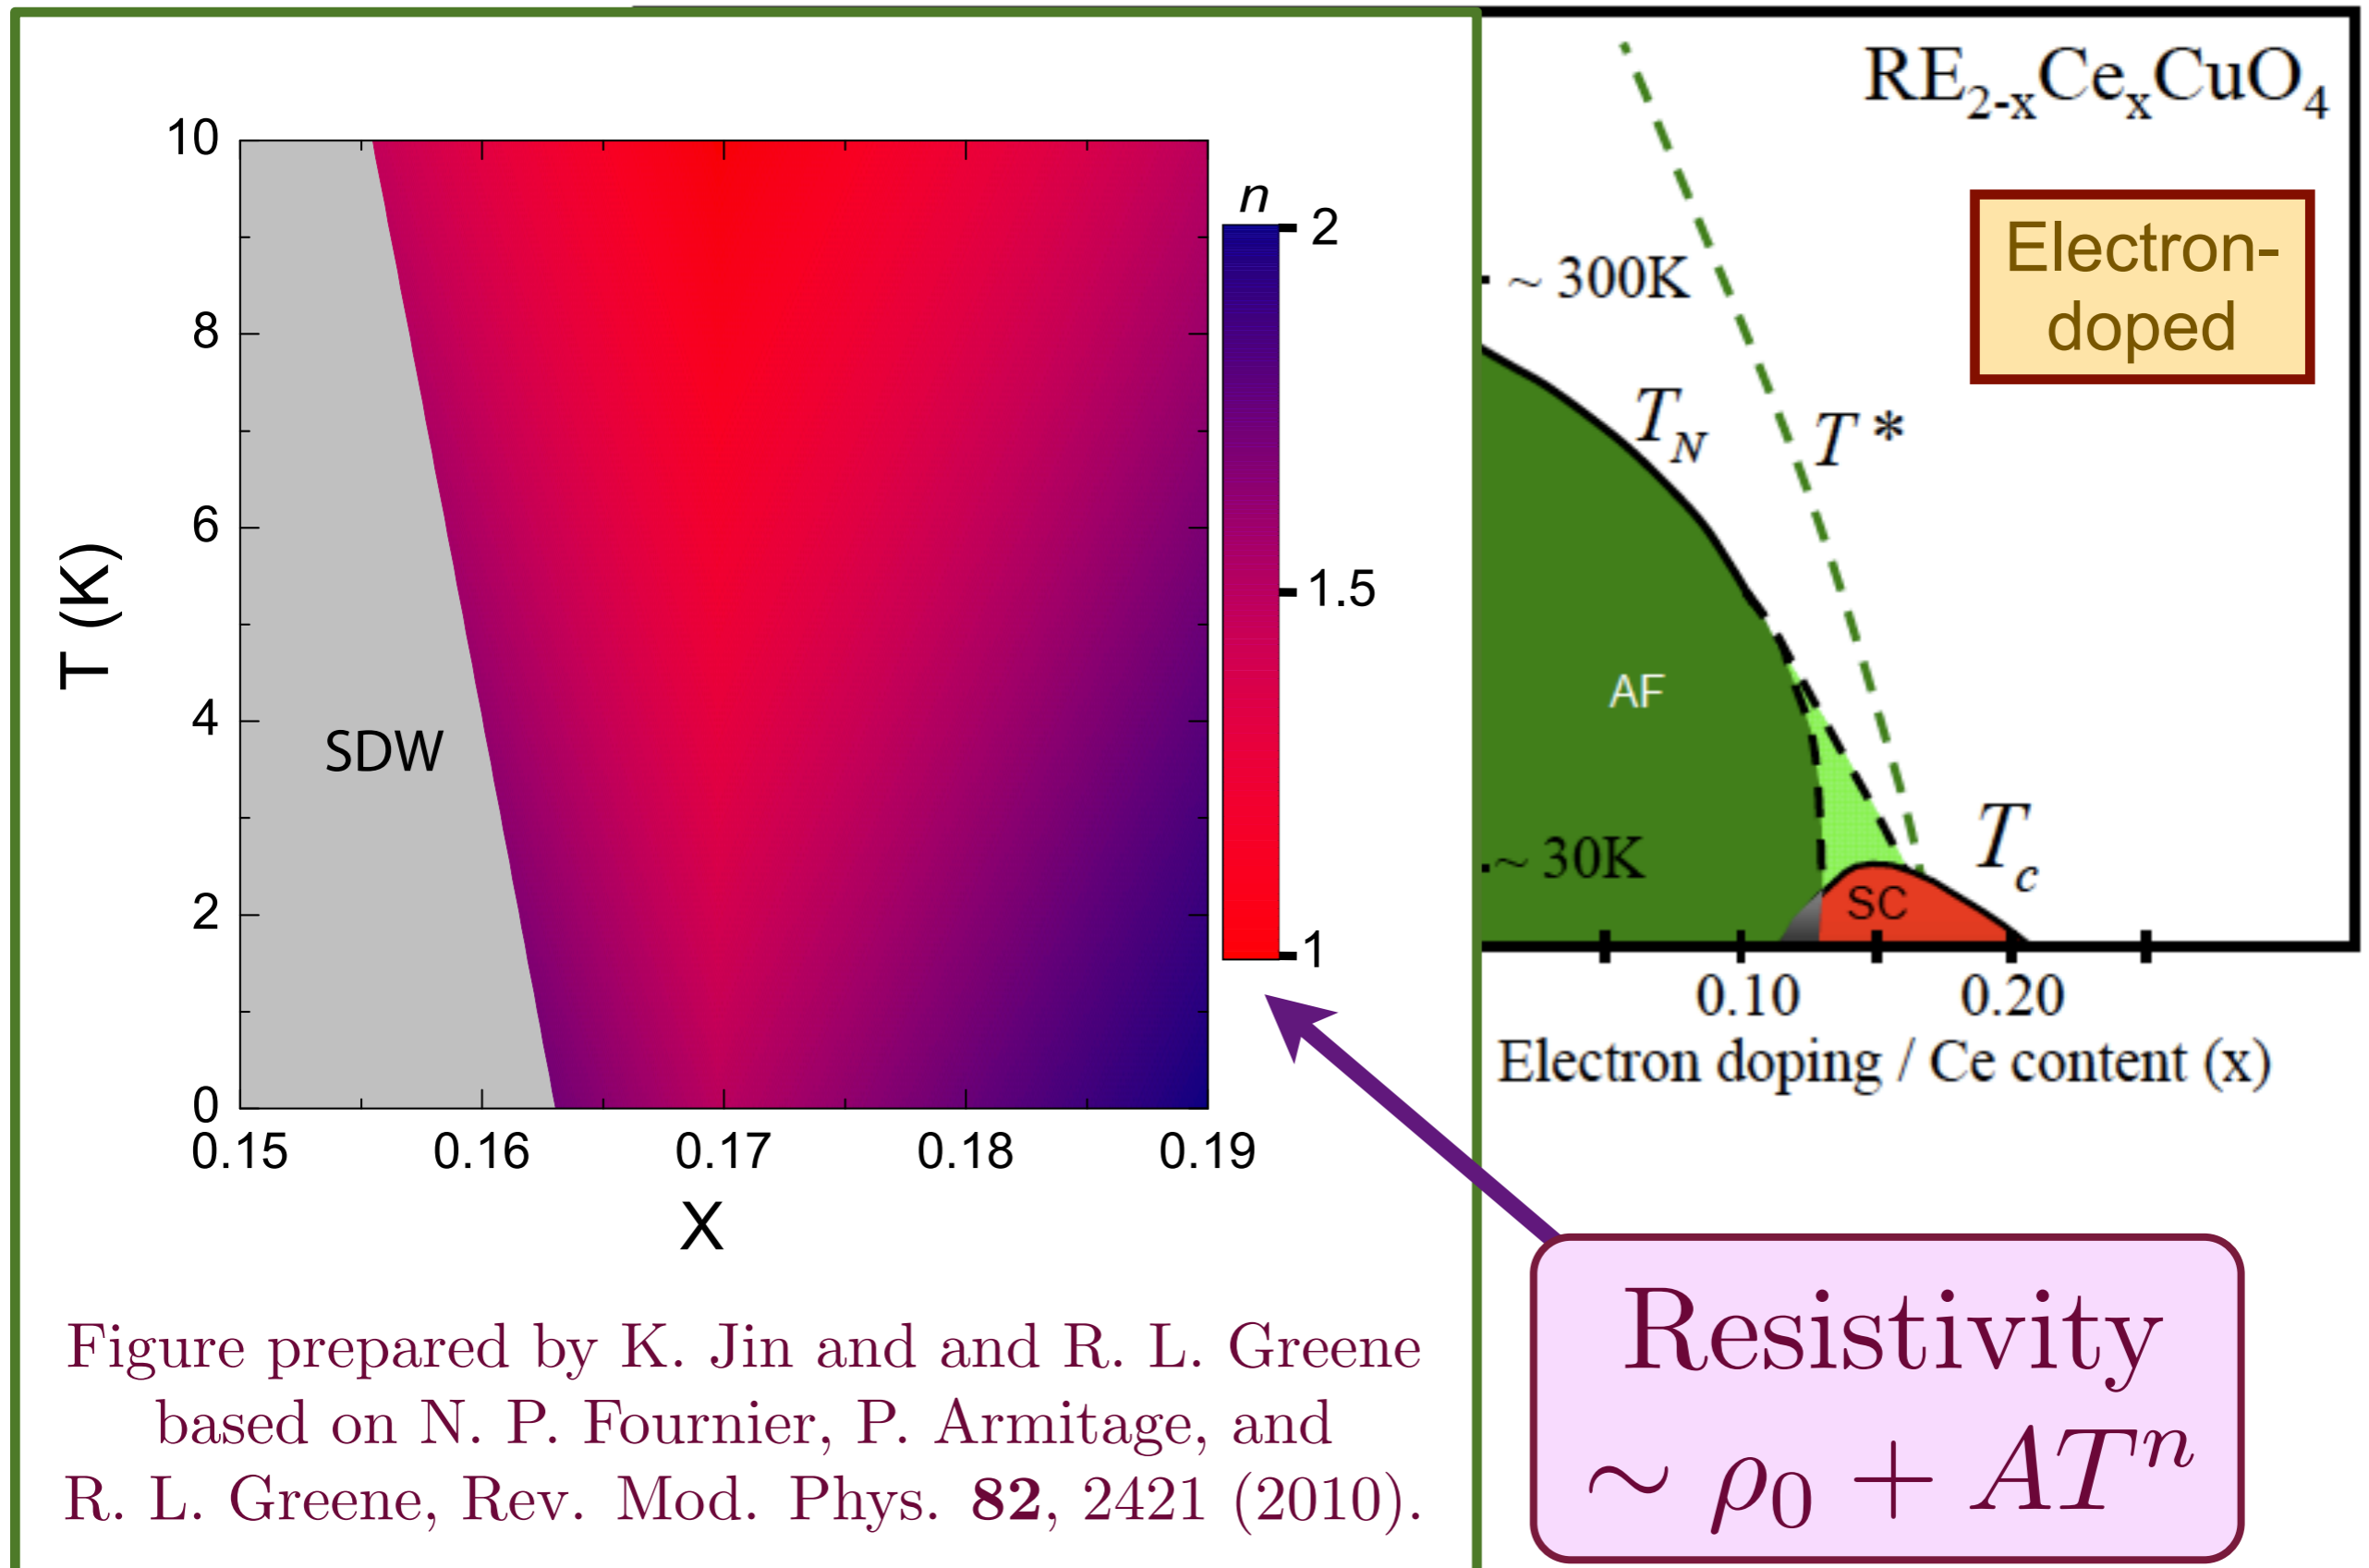 10
8
6
4
2
0
T (K)
SDW
0.15 0.16 0.17 0.18 0.19
X
n
2
1.5
1
RE₂₋ₓCeₓCuO₄
Electron-
doped
~ 300K
T_N
T*
AF
~ 30K
T_c
SC
0.10 0.20
Electron doping / Ce content (x)
Figure prepared by K. Jin and and R. L. Greene
based on N. P. Fournier, P. Armitage, and
R. L. Greene, Rev. Mod. Phys. 82, 2421 (2010).
Resistivity
∼ ρ₀ + ATⁿ